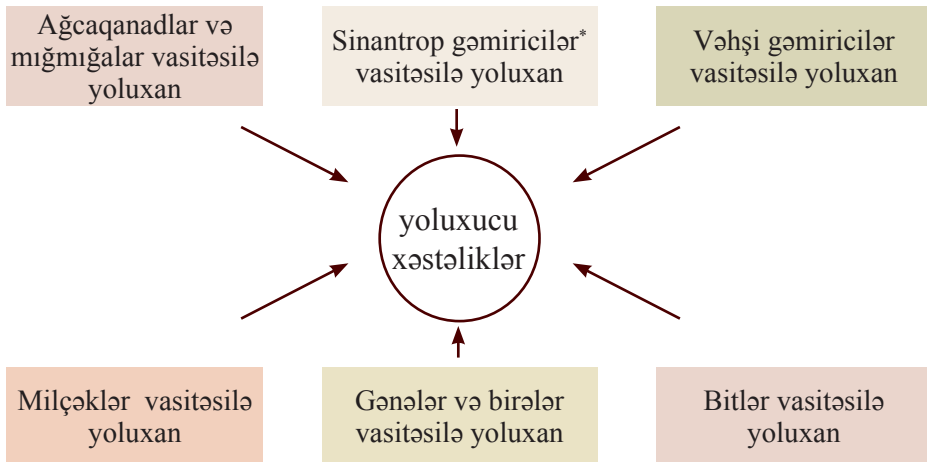 Ağcaqanadlar və
mığmığalar vasitəsilə
yoluxan
Sinantrop gəmiricilər*
vasitəsilə yoluxan
Vəhşi gəmiricilər
vasitəsilə yoluxan
yoluxucu
xəstəliklər
Milçəklər vasitəsilə
yoluxan
Gənələr və birələr
vasitəsilə yoluxan
Bitlər vasitəsilə
yoluxan